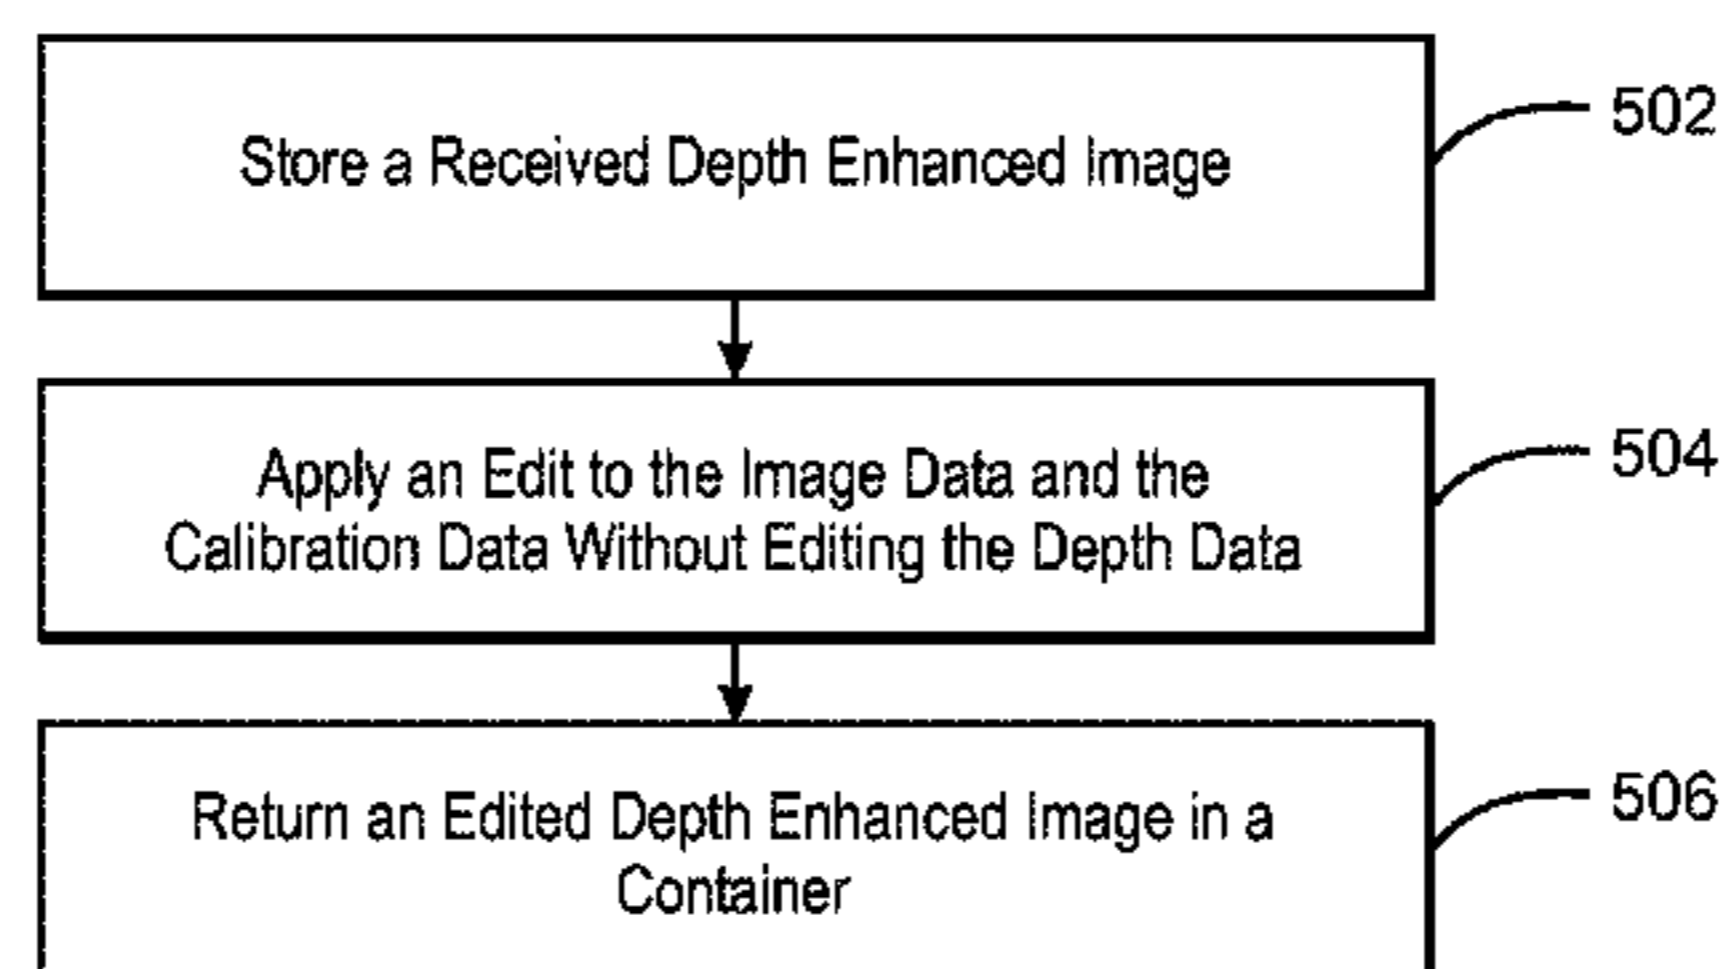 Store a Received Depth Enhanced Image
502
Apply an Edit to the Image Data and the
Calibration Data Without Editing the Depth Data
504
Return an Edited Depth Enhanced Image in a
Container
506